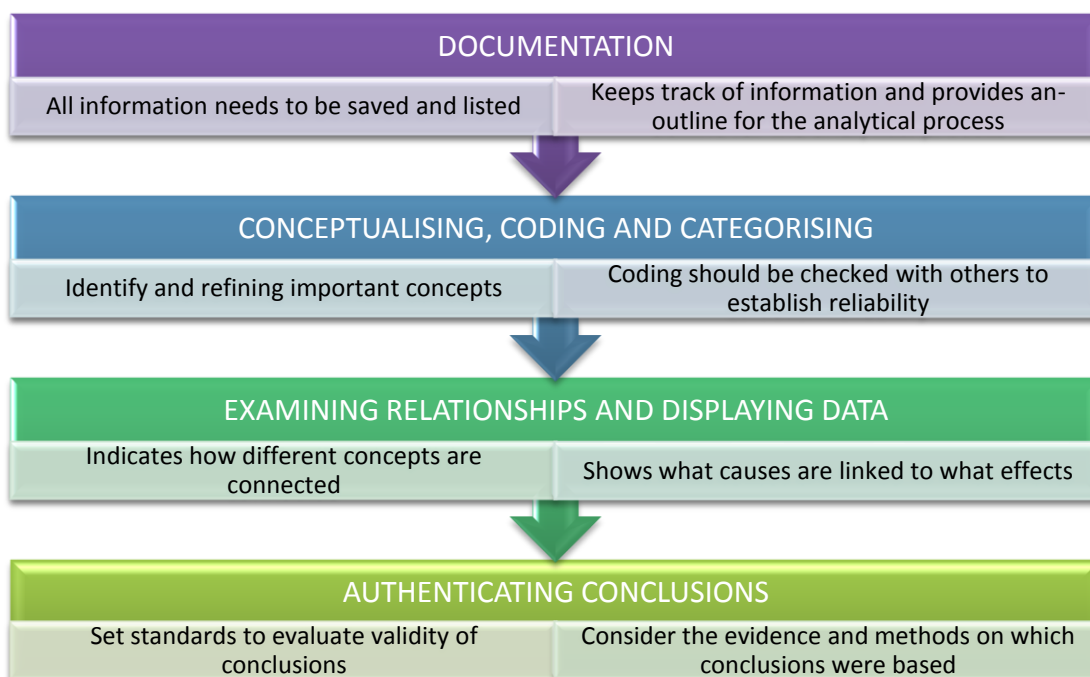 DOCUMENTATION
All information needs to be saved and listed
Keeps track of information and provides an-
outline for the analytical process
CONCEPTUALISING, CODING AND CATEGORISING
Identify and refining important concepts
Coding should be checked with others to
establish reliability
EXAMINING RELATIONSHIPS AND DISPLAYING DATA
Indicates how different concepts are
connected
Shows what causes are linked to what effects
AUTHENTICATING CONCLUSIONS
Set standards to evaluate validity of
conclusions
Consider the evidence and methods on which
conclusions were based